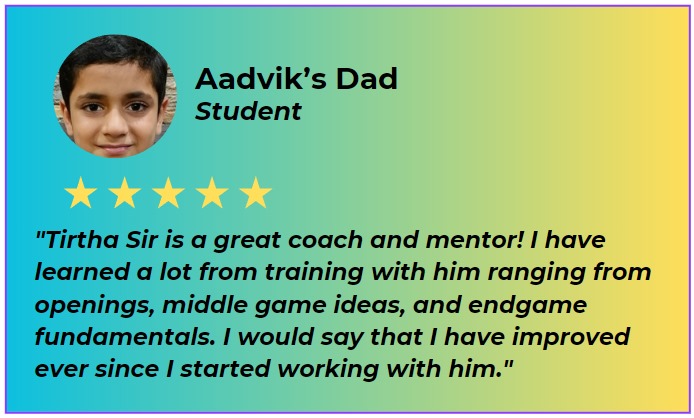 Aadvik’s Dad
Student
"Tirtha Sir is a great coach and mentor! I have
learned a lot from training with him ranging from
openings, middle game ideas, and endgame
fundamentals. I would say that I have improved
ever since I started working with him."